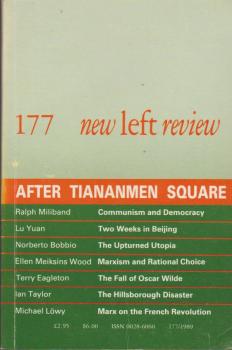 177 new left review
AFTER TIANANMEN SQUARE
Ralph Miliband Communism and Democracy
Lu Yuan Two Weeks in Beijing
Norberto Bobbio The Upturned Utopia
Ellen Meiksins Wood Marxism and Rational Choice
Terry Eagleton The Fall of Oscar Wilde
Ian Taylor The Hillsborough Disaster
Michael Löwy Marx on the French Revolution
£2.95 $6.00 ISSN 0028-6060 177/1989